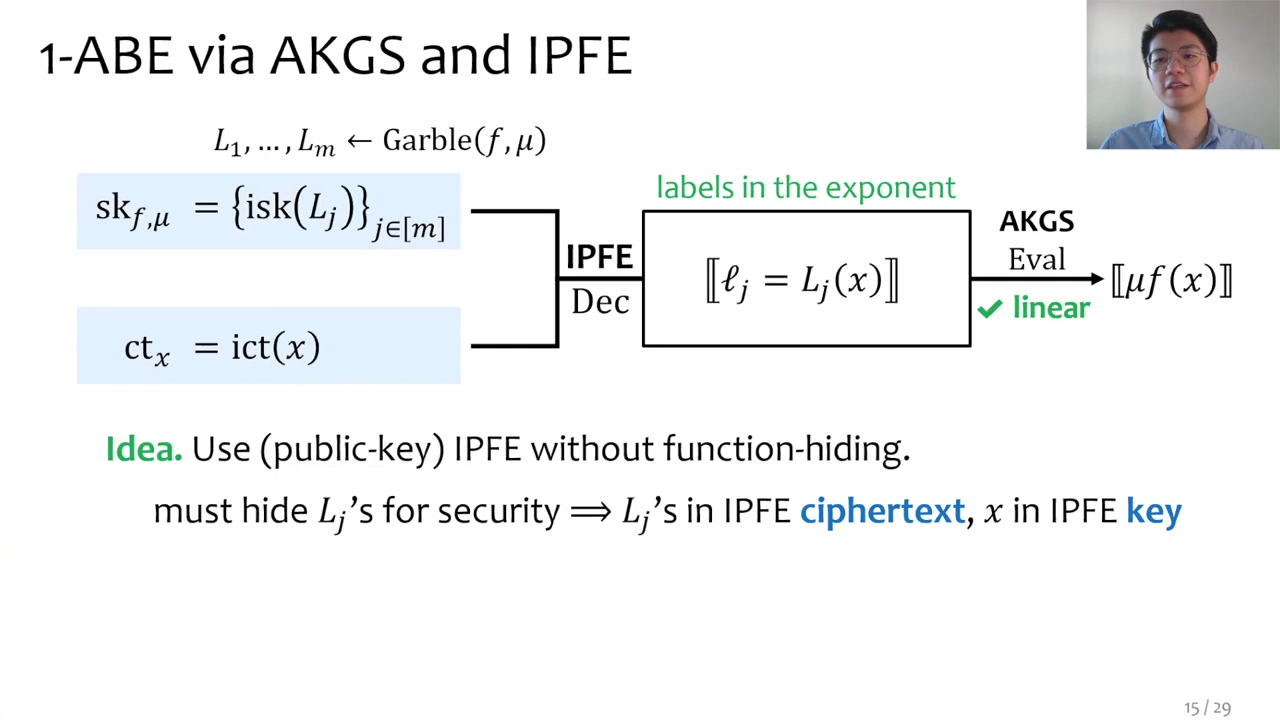 1-ABE via AKGS and IPFE
L₁, … , Lₘ ← Garble(f, μ)
sk_{f,μ} = {isk(L_j)}_{j∈[m]}
labels in the exponent
IPFE
Dec
⟦ℓ_j = L_j(x)⟧
AKGS
Eval
✔ linear
⟦μf(x)⟧
ct_x = ict(x)
Idea. Use (public-key) IPFE without function-hiding.
must hide L_j’s for security ⟹ L_j’s in IPFE ciphertext, x in IPFE key
15 / 29